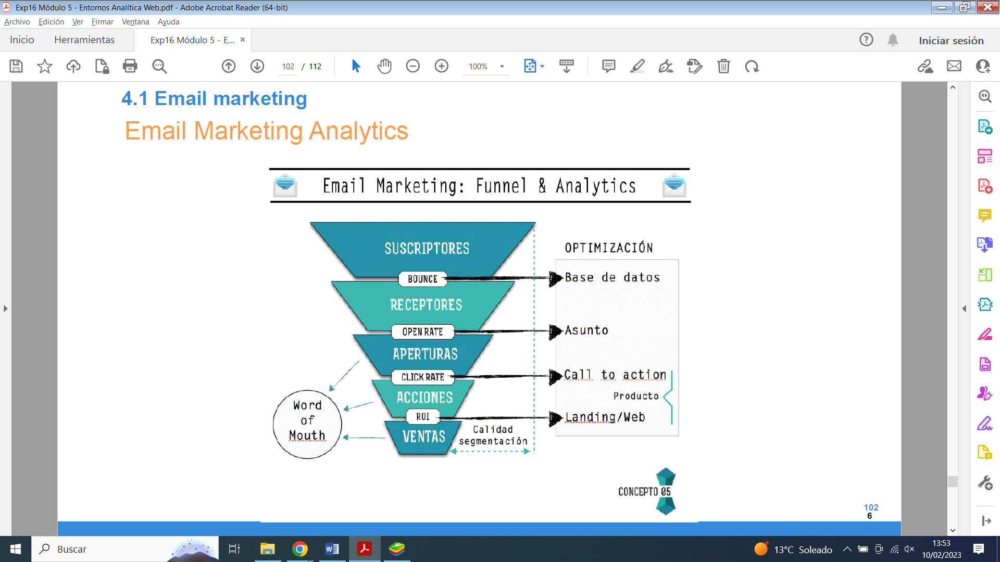 Exp16 Módulo 5 - Entornos Analítica Web.pdf - Adobe Acrobat Reader (64-bit)
Archivo Edición Ver Firmar Ventana Ayuda
Inicio Herramientas Exp16 Módulo 5 - E... Iniciar sesión
102 / 112 100%
4.1 Email marketing
Email Marketing Analytics
Email Marketing: Funnel & Analytics
SUSCRIPTORES
OPTIMIZACIÓN
BOUNCE
Base de datos
RECEPTORES
OPEN RATE
Asunto
APERTURAS
CLICK RATE
Call to action
ACCIONES
Producto
ROI
Landing/Web
VENTAS
Calidad
segmentación
Word
of
Mouth
CONCEPTO 05
102
6
Buscar
13°C Soleado
13:53
10/02/2023